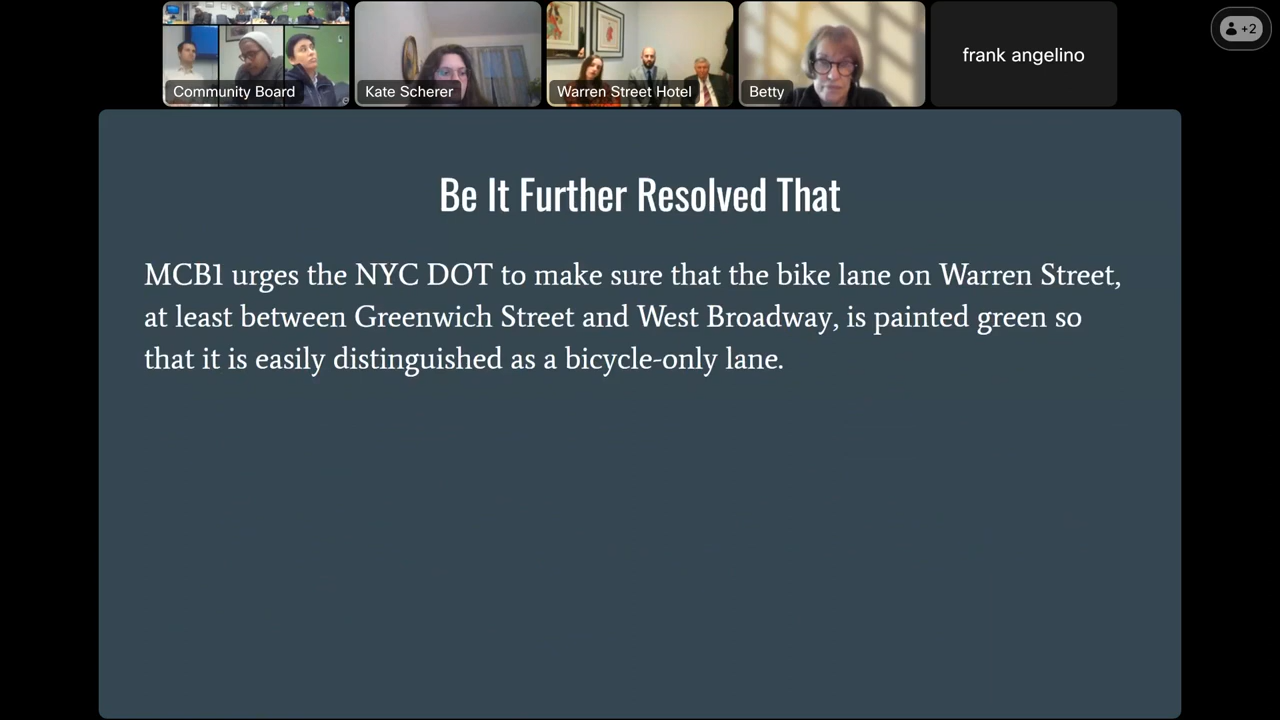 Community Board
Kate Scherer
Warren Street Hotel
Betty
frank angelino
+2
Be It Further Resolved That
MCB1 urges the NYC DOT to make sure that the bike lane on Warren Street,
at least between Greenwich Street and West Broadway, is painted green so
that it is easily distinguished as a bicycle-only lane.